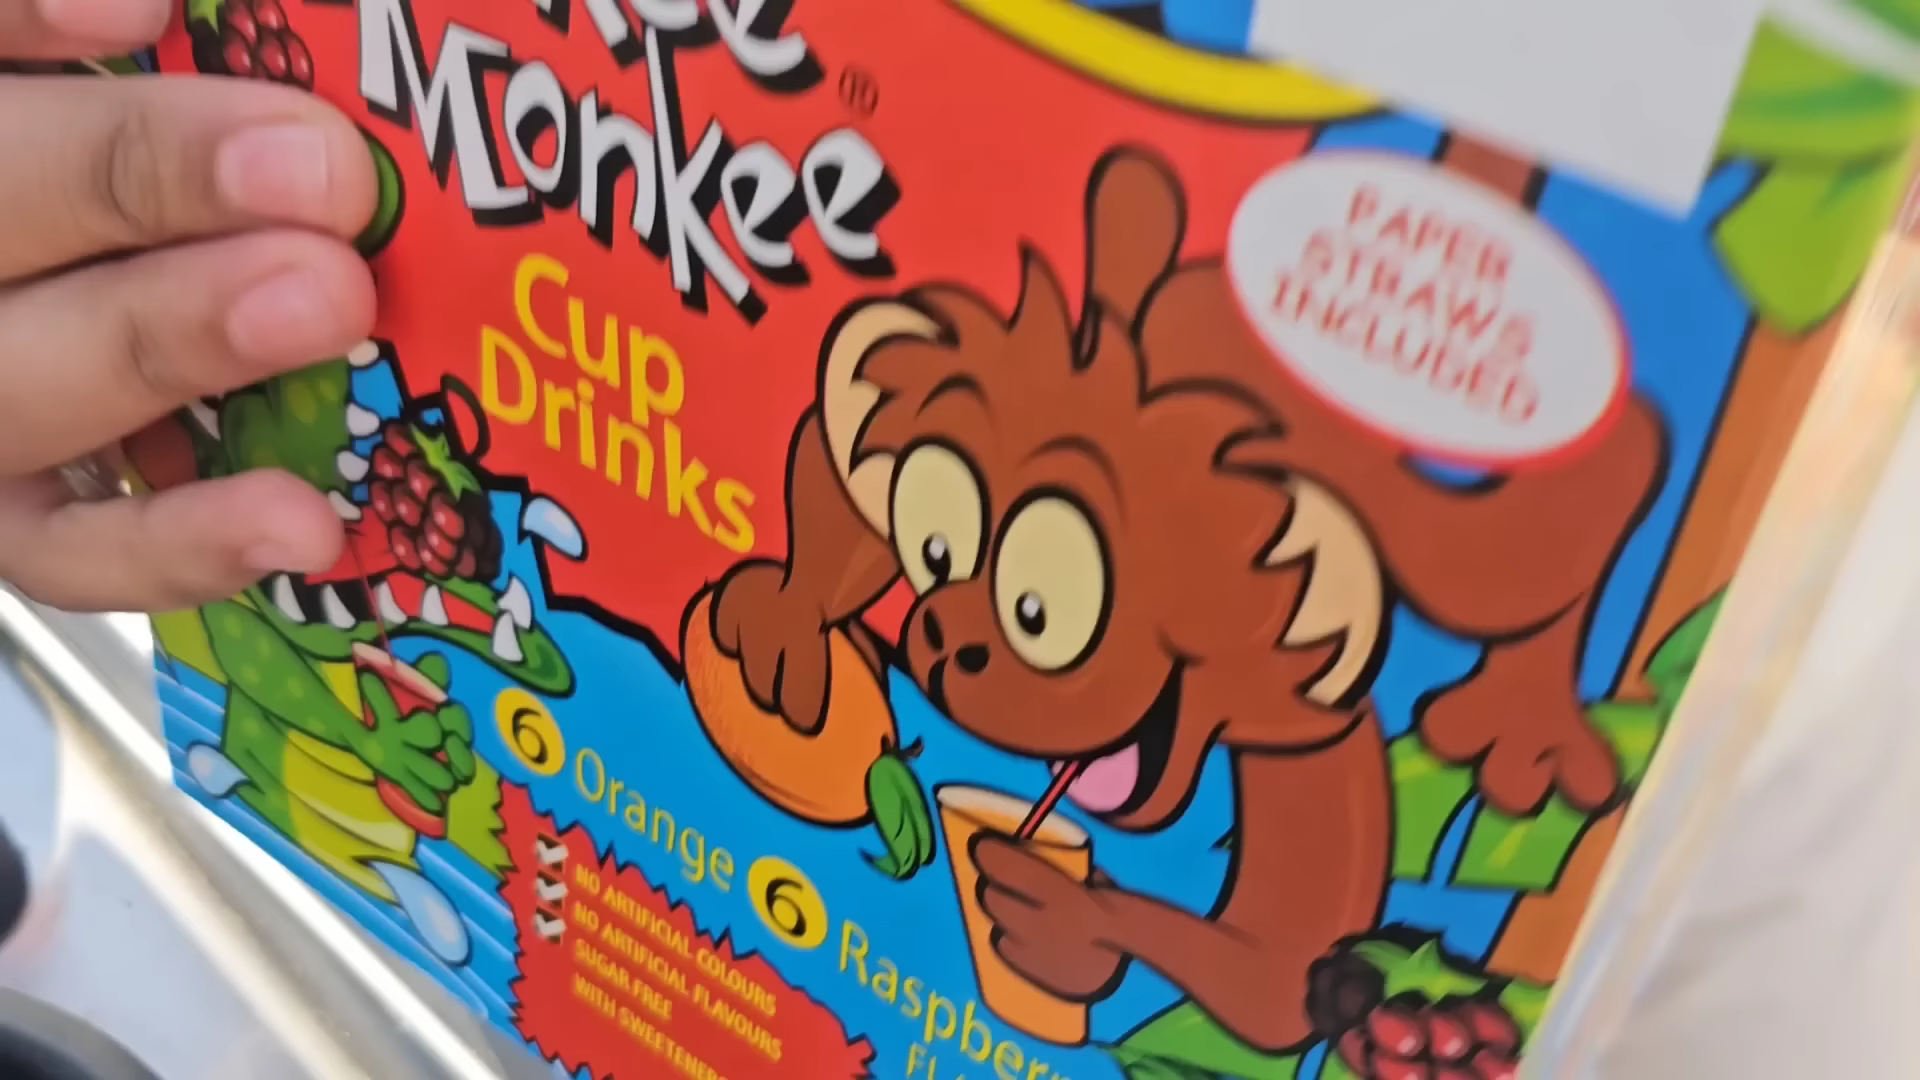 Monkee
®
Cup
Drinks
PAPER
STRAWS
INCLUDED
6 Orange 6 Raspberry
NO ARTIFICIAL COLOURS
NO ARTIFICIAL FLAVOURS
SUGAR FREE
WITH SWEETENERS